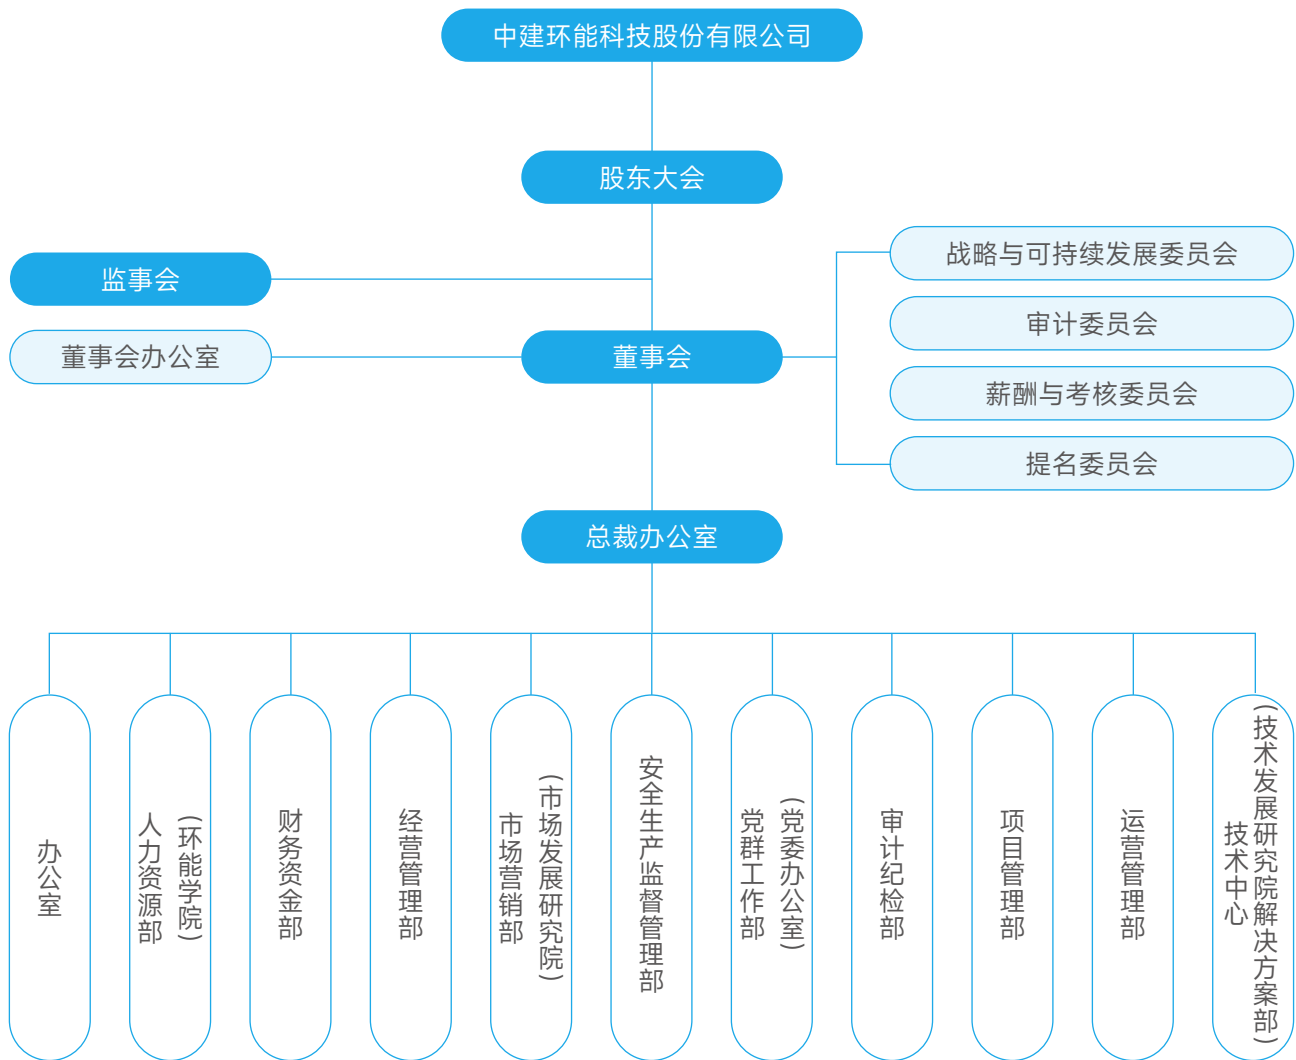 中建环能科技股份有限公司
股东大会
监事会
董事会办公室
董事会
战略与可持续发展委员会
审计委员会
薪酬与考核委员会
提名委员会
总裁办公室
办公室
人力资源部
(环能学院)
财务资金部
经营管理部
市场营销部
(市场发展研究院)
安全生产监督管理部
党群工作部
(党委办公室)
审计纪检部
项目管理部
运营管理部
技术中心
(技术发展研究院解决方案部)